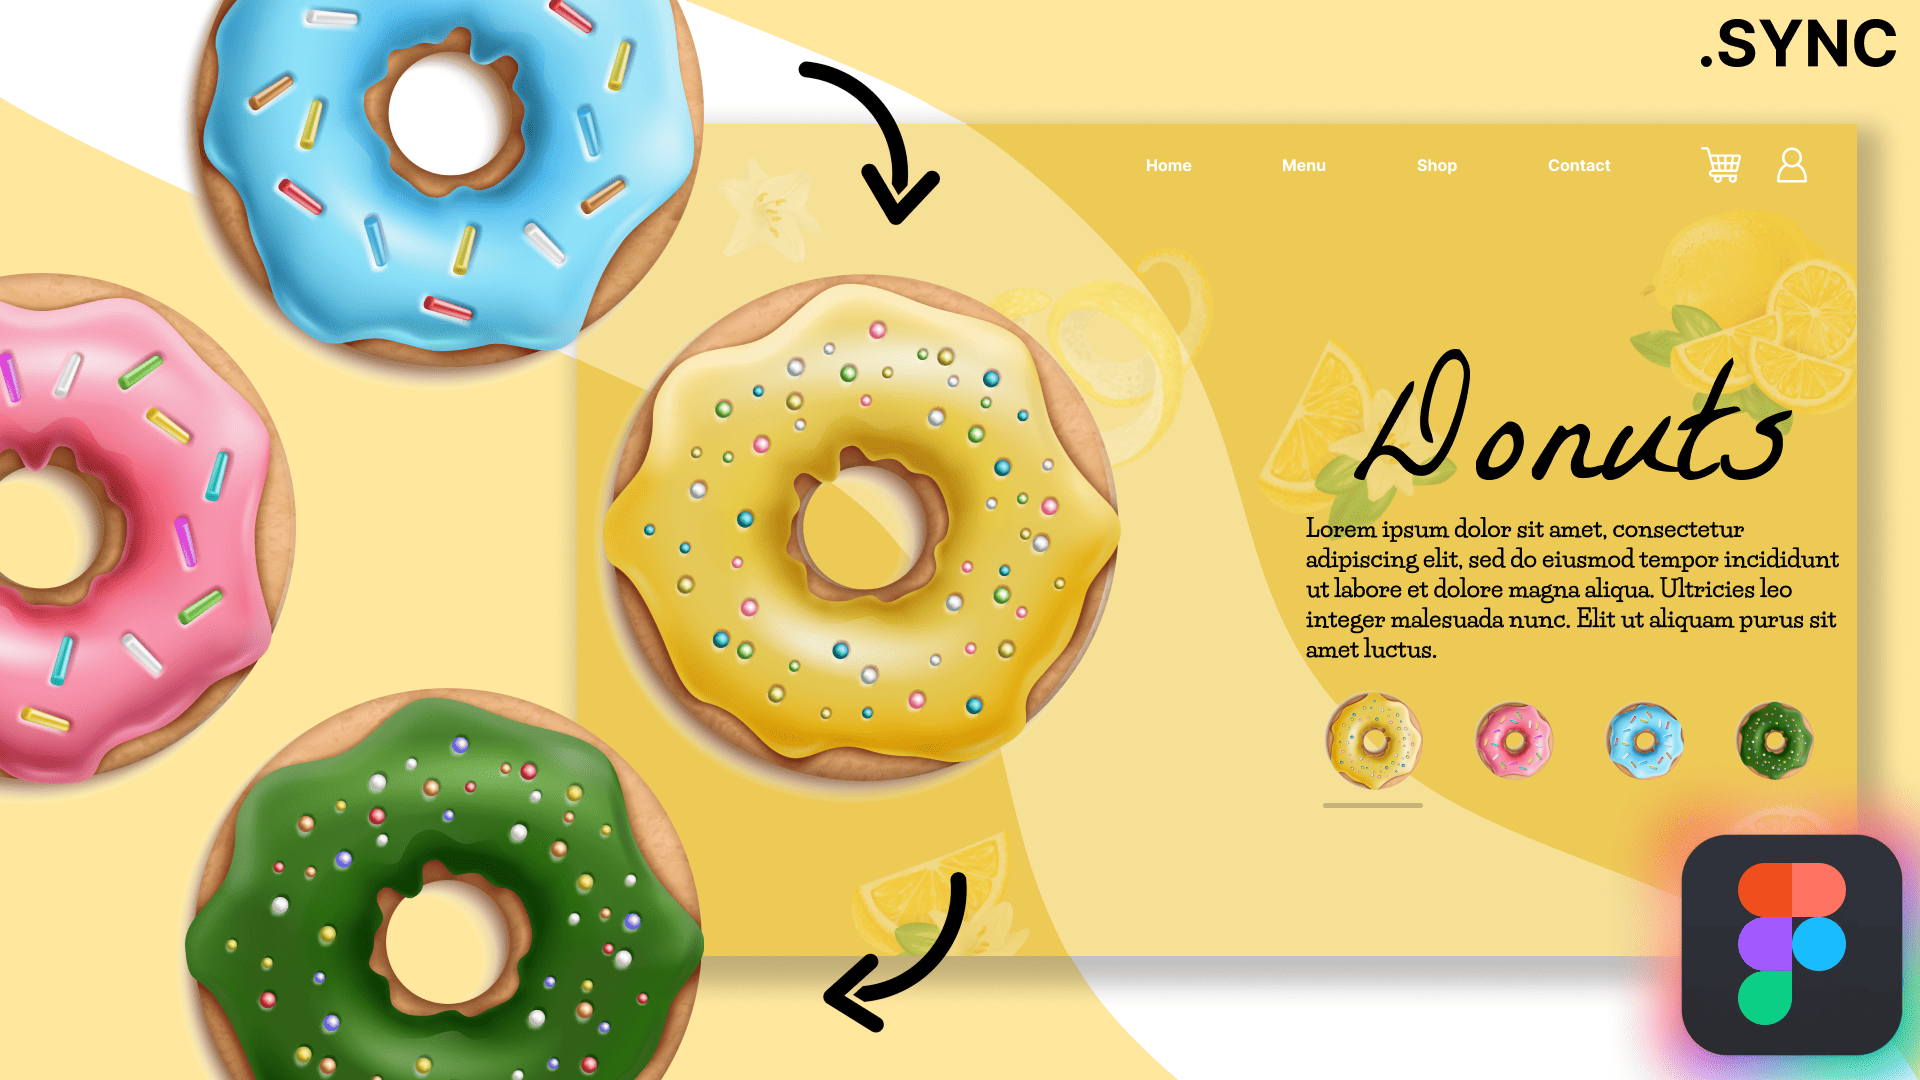 .SYNC
Home Menu Shop Contact
Donuts
Lorem ipsum dolor sit amet, consectetur
adipiscing elit, sed do eiusmod tempor incididunt
ut labore et dolore magna aliqua. Ultricies leo
integer malesuada nunc. Elit ut aliquam purus sit
amet luctus.